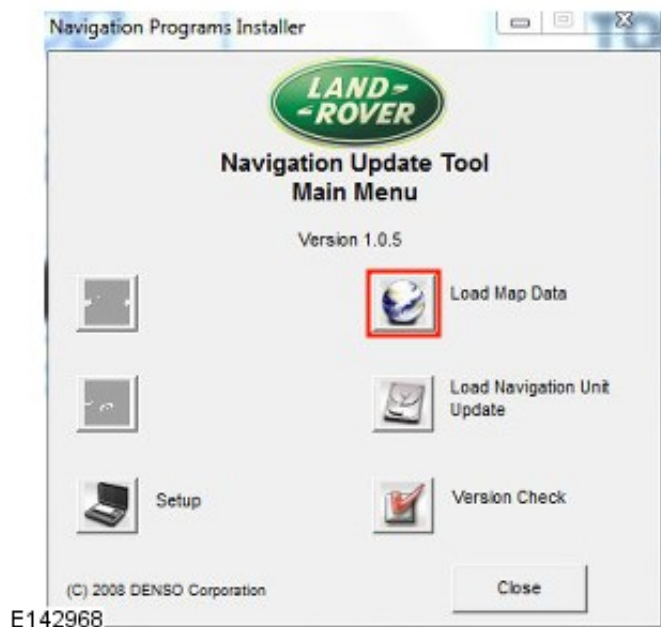 Navigation Programs Installer
LAND-
-ROVER
Navigation Update Tool
Main Menu
Version 1.0.5
Load Map Data
Load Navigation Unit
Update
Setup
Version Check
(C) 2008 DENSO Corporation
Close
E142968